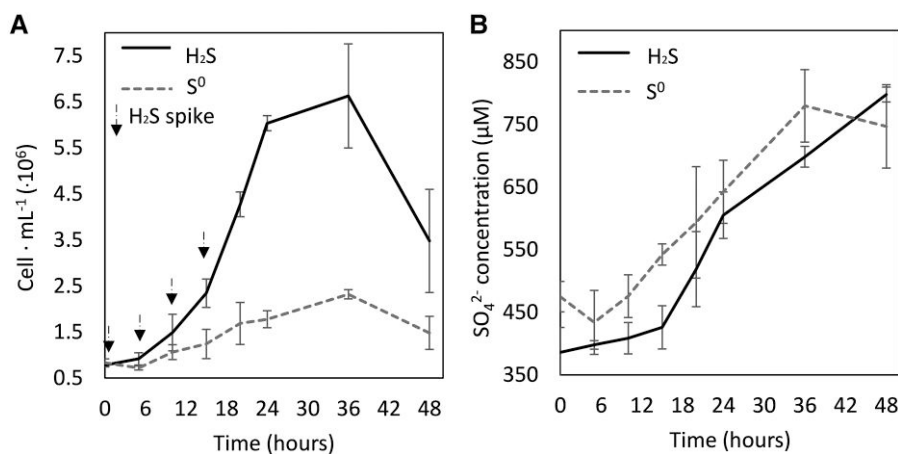 A
H₂S
S⁰
H₂S spike
Cell · mL⁻¹ (·10⁶)
7.5
6.5
5.5
4.5
3.5
2.5
1.5
0.5
0 6 12 18 24 30 36 42 48
Time (hours)
B
H₂S
S⁰
SO₄²⁻ concentration (µM)
850
750
650
550
450
350
0 6 12 18 24 30 36 42 48
Time (hours)